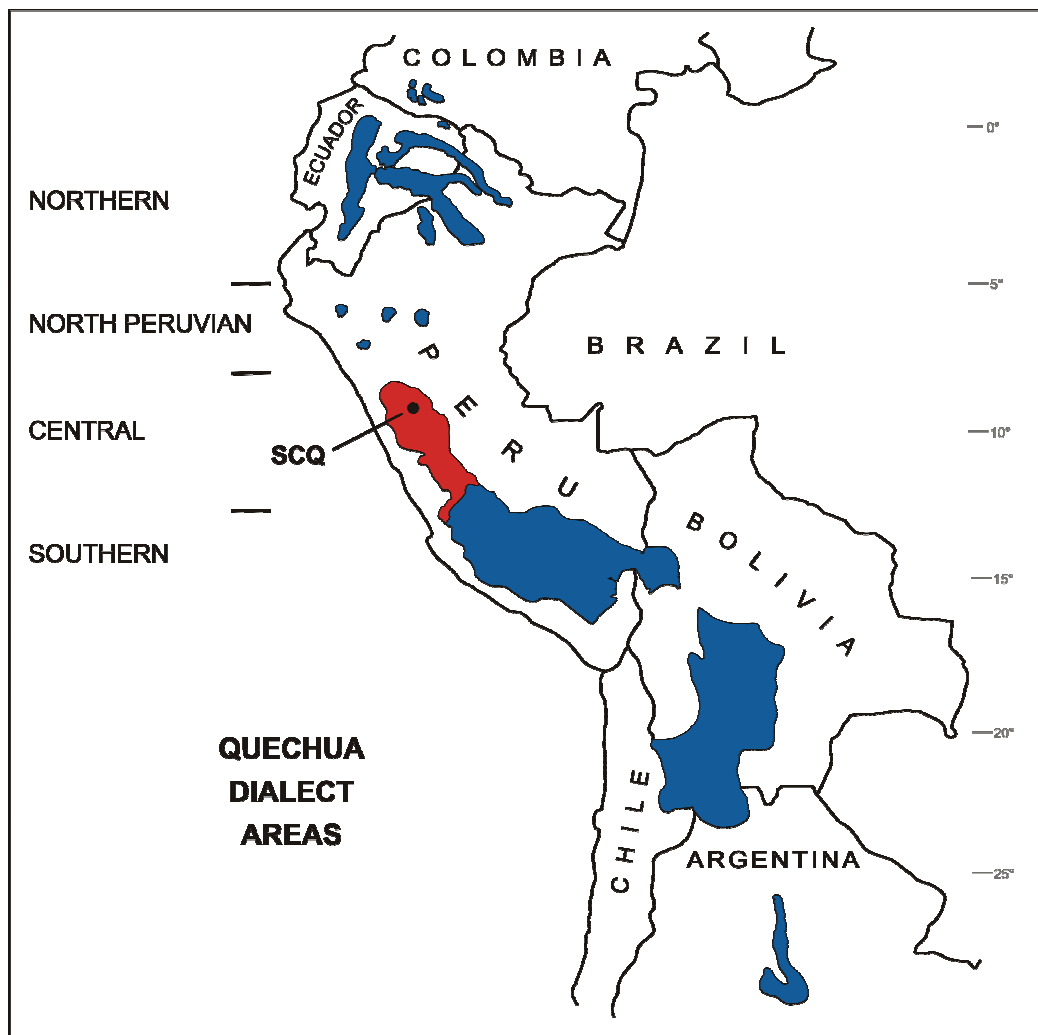 COLOMBIA
ECUADOR
0°
NORTHERN
5°
NORTH PERUVIAN
BRAZIL
PERU
CENTRAL
SCQ
10°
BOLIVIA
SOUTHERN
15°
QUECHUA
DIALECT
AREAS
20°
CHILE
ARGENTINA
25°